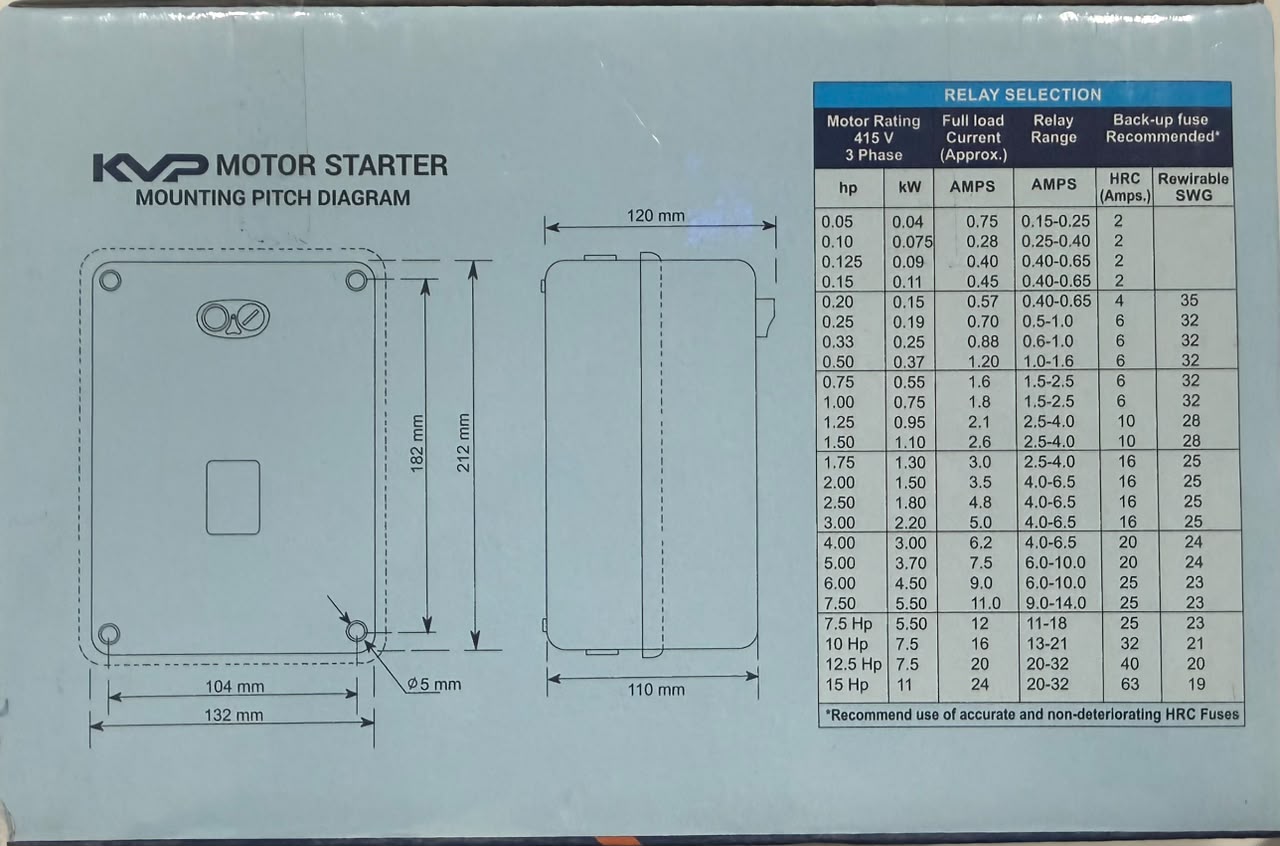 KVP MOTOR STARTER
MOUNTING PITCH DIAGRAM
120 mm
182 mm
212 mm
Ø5 mm
104 mm
132 mm
110 mm
RELAY SELECTION
Motor Rating 415 V 3 Phase Full load Current (Approx.) Relay Range Back-up fuse Recommended*
hp kW AMPS AMPS HRC (Amps.) Rewirable SWG
0.05 0.04 0.75 0.15-0.25 2
0.10 0.075 0.28 0.25-0.40 2
0.125 0.09 0.40 0.40-0.65 2
0.15 0.11 0.45 0.40-0.65 2
0.20 0.15 0.57 0.40-0.65 4 35
0.25 0.19 0.70 0.5-1.0 6 32
0.33 0.25 0.88 0.6-1.0 6 32
0.50 0.37 1.20 1.0-1.6 6 32
0.75 0.55 1.6 1.5-2.5 6 32
1.00 0.75 1.8 1.5-2.5 6 32
1.25 0.95 2.1 2.5-4.0 10 28
1.50 1.10 2.6 2.5-4.0 10 28
1.75 1.30 3.0 2.5-4.0 16 25
2.00 1.50 3.5 4.0-6.5 16 25
2.50 1.80 4.8 4.0-6.5 16 25
3.00 2.20 5.0 4.0-6.5 16 25
4.00 3.00 6.2 4.0-6.5 20 24
5.00 3.70 7.5 6.0-10.0 20 24
6.00 4.50 9.0 6.0-10.0 25 23
7.50 5.50 11.0 9.0-14.0 25 23
7.5 Hp 5.50 12 11-18 25 23
10 Hp 7.5 16 13-21 32 21
12.5 Hp 7.5 20 20-32 40 20
15 Hp 11 24 20-32 63 19
*Recommend use of accurate and non-deteriorating HRC Fuses